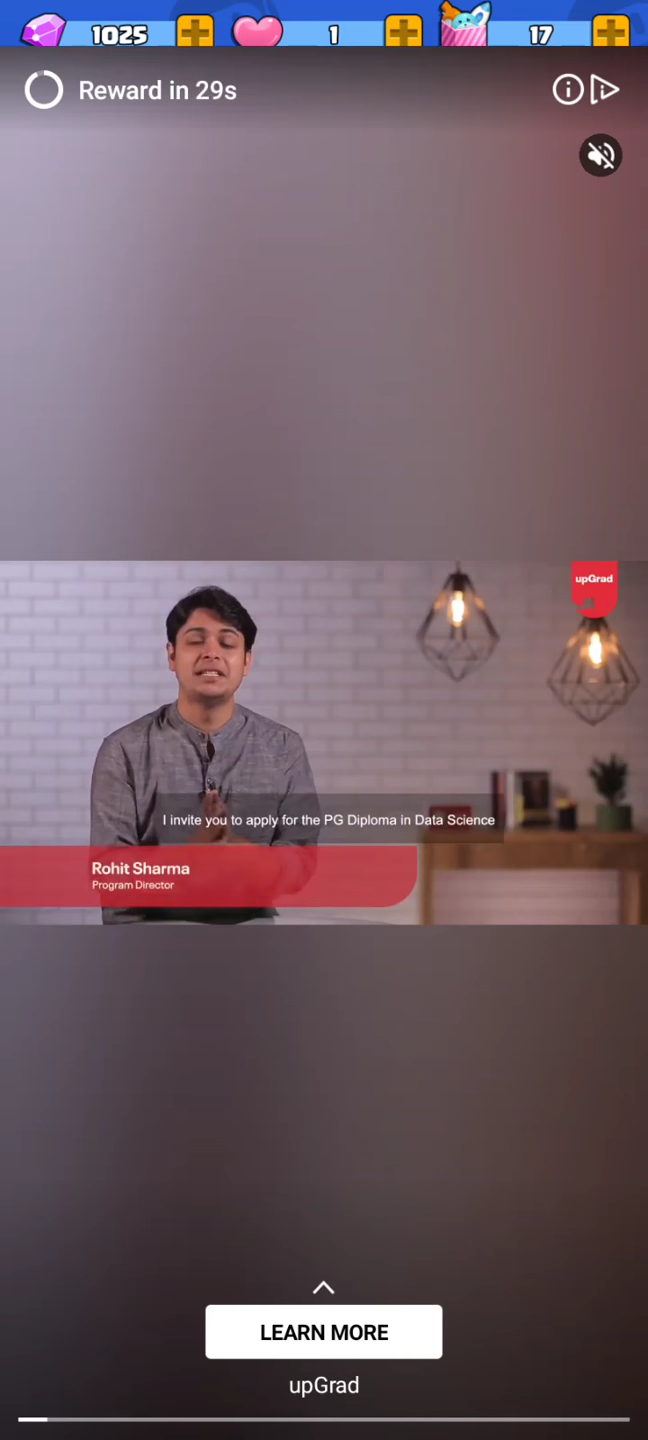 1025
1
17
Reward in 29s
upGrad
I invite you to apply for the PG Diploma in Data Science
Rohit Sharma
Program Director
LEARN MORE
upGrad